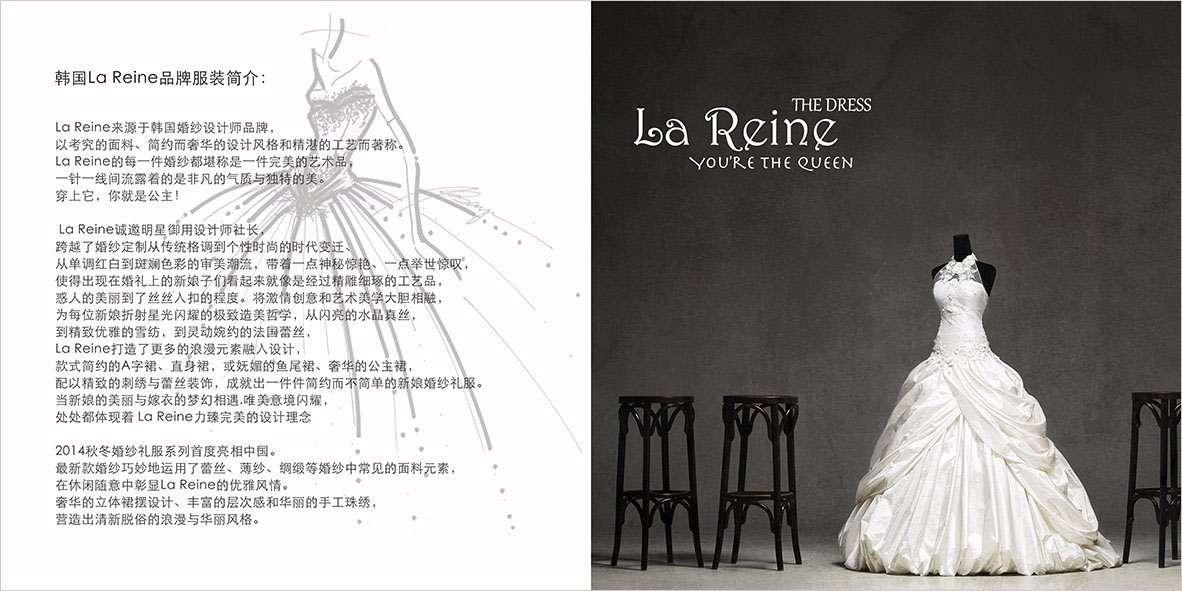 韩国La Reine品牌服装简介：
La Reine来源于韩国婚纱设计师品牌，
以考究的面料、简约而奢华的设计风格和精湛的工艺而著称。
La Reine的每一件婚纱都堪称是一件完美的艺术品，
一针一线间流露着的是非凡的气质与独特的美。
穿上它，你就是公主！
La Reine诚邀明星御用设计师社长，
跨越了婚纱定制从传统格调到个性时尚的时代变迁、
从单调红白到斑斓色彩的审美潮流，带着一点神秘惊艳、一点举世惊叹，
使得出现在婚礼上的新娘子们看起来就像是经过精雕细琢的工艺品，
惑人的美丽到了丝丝入扣的程度。将激情创意和艺术美学大胆相融，
为每位新娘折射星光闪耀的极致造美哲学，从闪亮的水晶真丝，
到精致优雅的雪纺，到灵动婉约的法国蕾丝，
La Reine打造了更多的浪漫元素融入设计，
款式简约的A字裙、直身裙，或妩媚的鱼尾裙、奢华的公主裙，
配以精致的刺绣与蕾丝装饰，成就出一件件简约而不简单的新娘婚纱礼服。
当新娘的美丽与嫁衣的梦幻相遇.唯美意境闪耀，
处处都体现着 La Reine力臻完美的设计理念
2014秋冬婚纱礼服系列首度亮相中国。
最新款婚纱巧妙地运用了蕾丝、薄纱、绸缎等婚纱中常见的面料元素，
在休闲随意中彰显La Reine的优雅风情。
奢华的立体裙摆设计、丰富的层次感和华丽的手工珠绣，
营造出清新脱俗的浪漫与华丽风格。
THE DRESS
La Reine
YOU'RE THE QUEEN